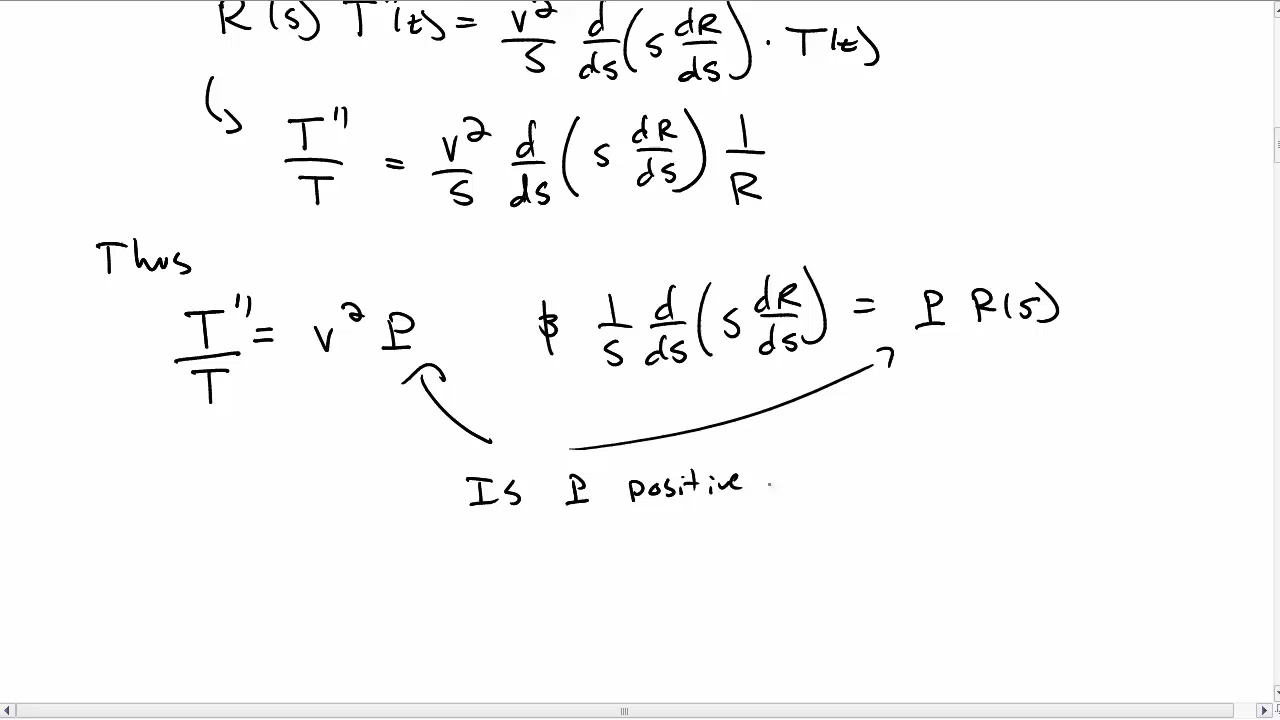 R(s) T"(t) = v²/s d/ds (s dR/ds) · T(t)
T"/T = v²/s d/ds (s dR/ds) 1/R
Thus
T"/T = v² P & 1/s d/ds (s dR/ds) = P R(s)
Is P positive